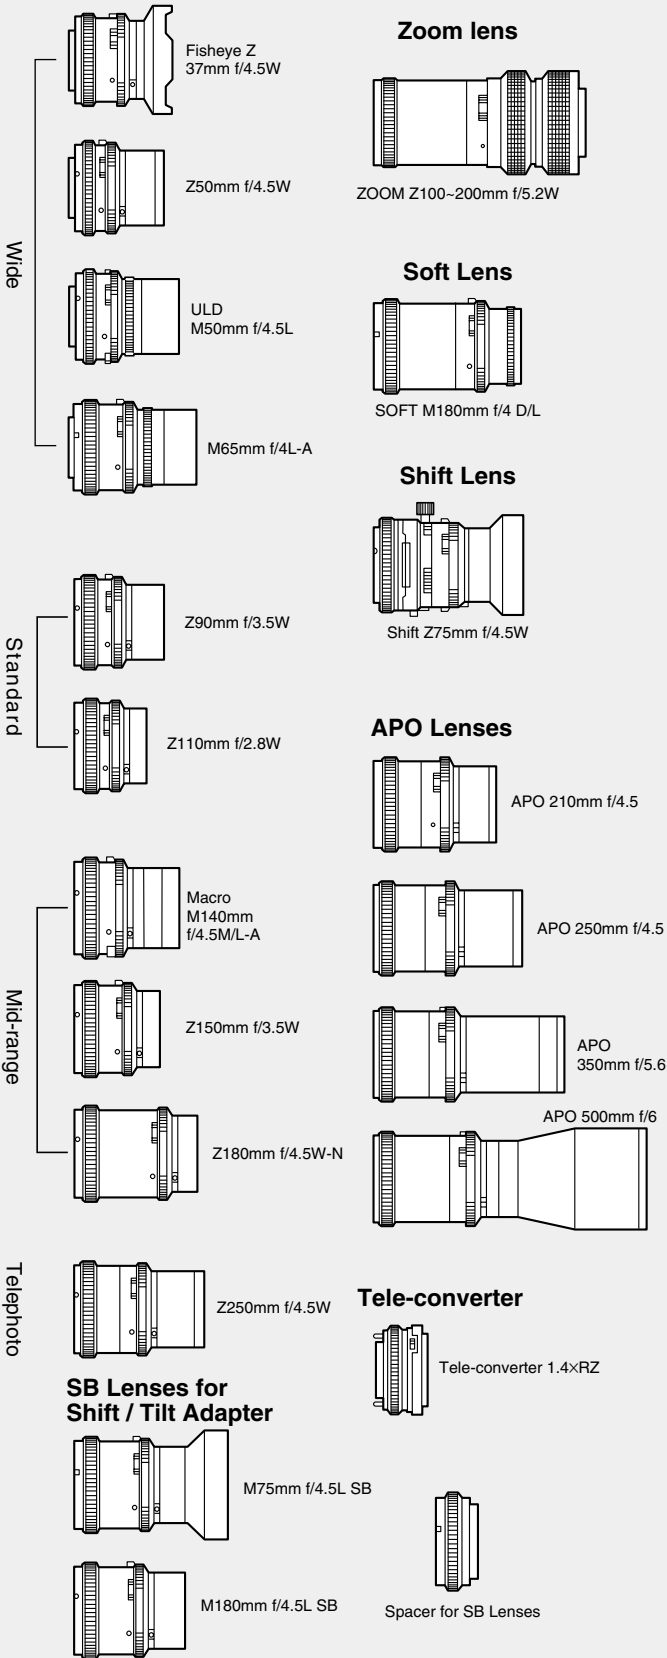 Wide
Fisheye Z
37mm f/4.5W
Z50mm f/4.5W
ULD
M50mm f/4.5L
M65mm f/4L-A
Standard
Z90mm f/3.5W
Z110mm f/2.8W
Mid-range
Macro
M140mm
f/4.5M/L-A
Z150mm f/3.5W
Z180mm f/4.5W-N
Telephoto
Z250mm f/4.5W
SB Lenses for
Shift / Tilt Adapter
M75mm f/4.5L SB
M180mm f/4.5L SB
Zoom lens
ZOOM Z100~200mm f/5.2W
Soft Lens
SOFT M180mm f/4 D/L
Shift Lens
Shift Z75mm f/4.5W
APO Lenses
APO 210mm f/4.5
APO 250mm f/4.5
APO
350mm f/5.6
APO 500mm f/6
Tele-converter
Tele-converter 1.4×RZ
Spacer for SB Lenses